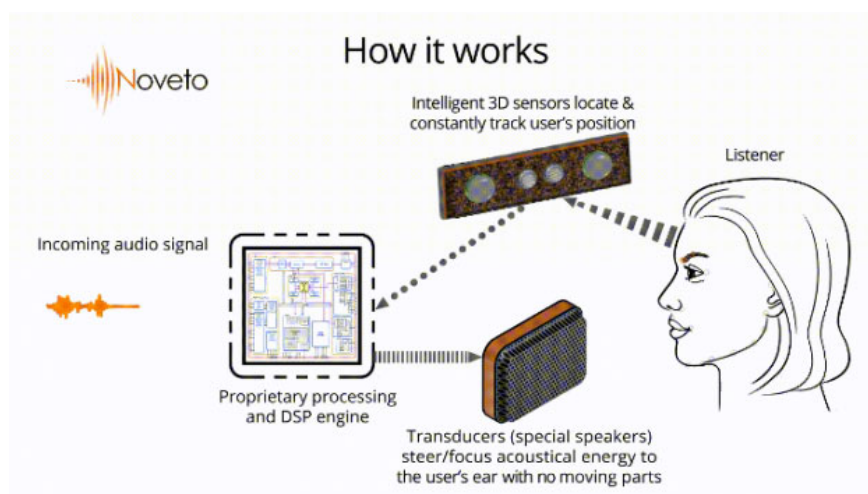 Noveto
How it works
Intelligent 3D sensors locate &
constantly track user's position
Listener
Incoming audio signal
Proprietary processing
and DSP engine
Transducers (special speakers)
steer/focus acoustical energy to
the user's ear with no moving parts